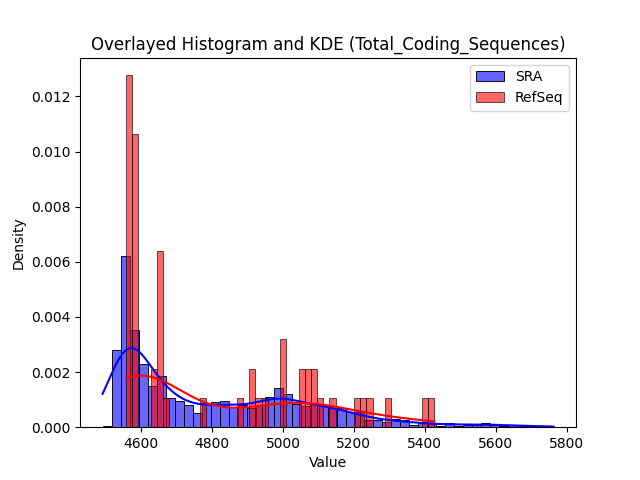 Overlayed Histogram and KDE (Total_Coding_Sequences)
SRA
RefSeq
0.012
0.010
0.008
0.006
0.004
0.002
0.000
Density
4600 4800 5000 5200 5400 5600 5800
Value